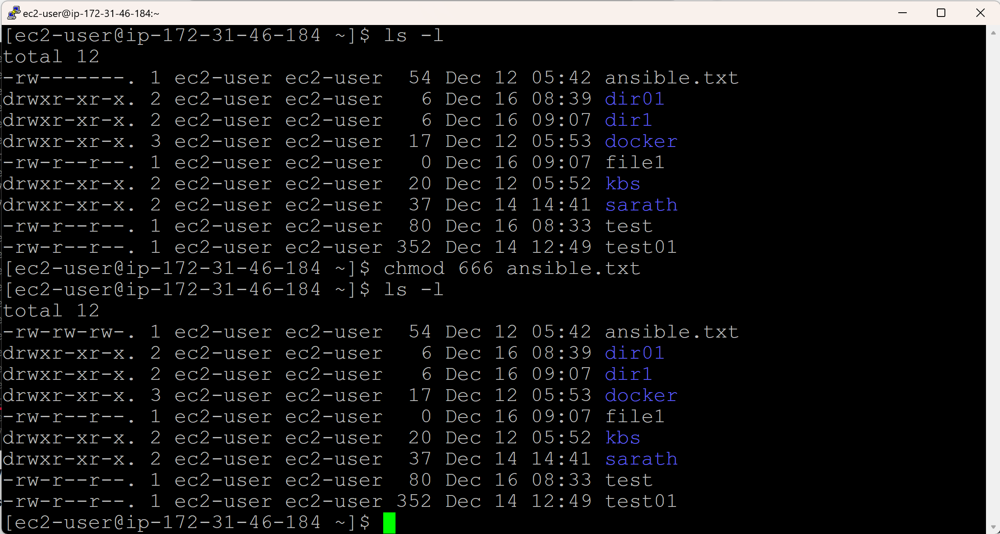 ec2-user@ip-172-31-46-184:~
[ec2-user@ip-172-31-46-184 ~]$ ls -l
total 12
-rw-------. 1 ec2-user ec2-user  54 Dec 12 05:42 ansible.txt
drwxr-xr-x. 2 ec2-user ec2-user   6 Dec 16 08:39 dir01
drwxr-xr-x. 2 ec2-user ec2-user   6 Dec 16 09:07 dir1
drwxr-xr-x. 3 ec2-user ec2-user  17 Dec 12 05:53 docker
-rw-r--r--. 1 ec2-user ec2-user   0 Dec 16 09:07 file1
drwxr-xr-x. 2 ec2-user ec2-user  20 Dec 12 05:52 kbs
drwxr-xr-x. 2 ec2-user ec2-user  37 Dec 14 14:41 sarath
-rw-r--r--. 1 ec2-user ec2-user  80 Dec 16 08:33 test
-rw-r--r--. 1 ec2-user ec2-user 352 Dec 14 12:49 test01
[ec2-user@ip-172-31-46-184 ~]$ chmod 666 ansible.txt
[ec2-user@ip-172-31-46-184 ~]$ ls -l
total 12
-rw-rw-rw-. 1 ec2-user ec2-user  54 Dec 12 05:42 ansible.txt
drwxr-xr-x. 2 ec2-user ec2-user   6 Dec 16 08:39 dir01
drwxr-xr-x. 2 ec2-user ec2-user   6 Dec 16 09:07 dir1
drwxr-xr-x. 3 ec2-user ec2-user  17 Dec 12 05:53 docker
-rw-r--r--. 1 ec2-user ec2-user   0 Dec 16 09:07 file1
drwxr-xr-x. 2 ec2-user ec2-user  20 Dec 12 05:52 kbs
drwxr-xr-x. 2 ec2-user ec2-user  37 Dec 14 14:41 sarath
-rw-r--r--. 1 ec2-user ec2-user  80 Dec 16 08:33 test
-rw-r--r--. 1 ec2-user ec2-user 352 Dec 14 12:49 test01
[ec2-user@ip-172-31-46-184 ~]$